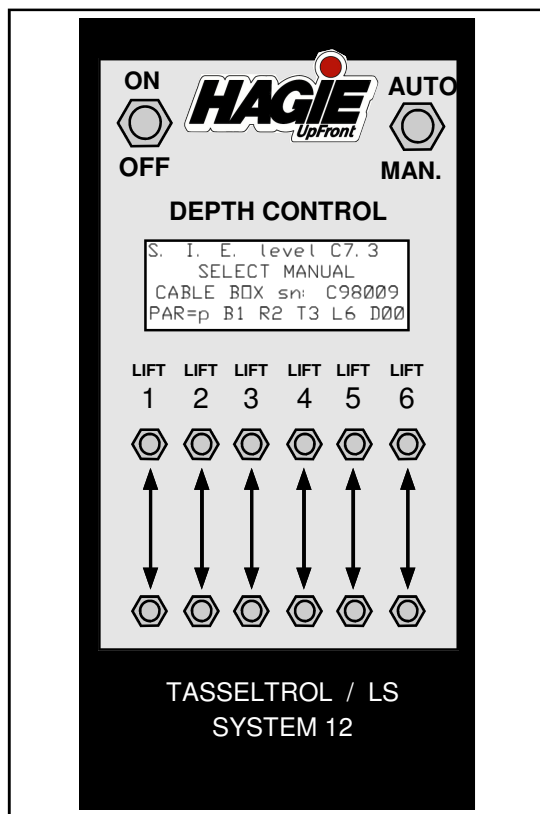 ON
AUTO
HAGIE
UpFront
OFF
MAN.
DEPTH CONTROL
S. I. E. level C7.3
SELECT MANUAL
CABLE BOX sn: C98009
PAR=p B1 R2 T3 L6 D00
LIFT LIFT LIFT LIFT LIFT LIFT
1 2 3 4 5 6
TASSELTROL / LS
SYSTEM 12